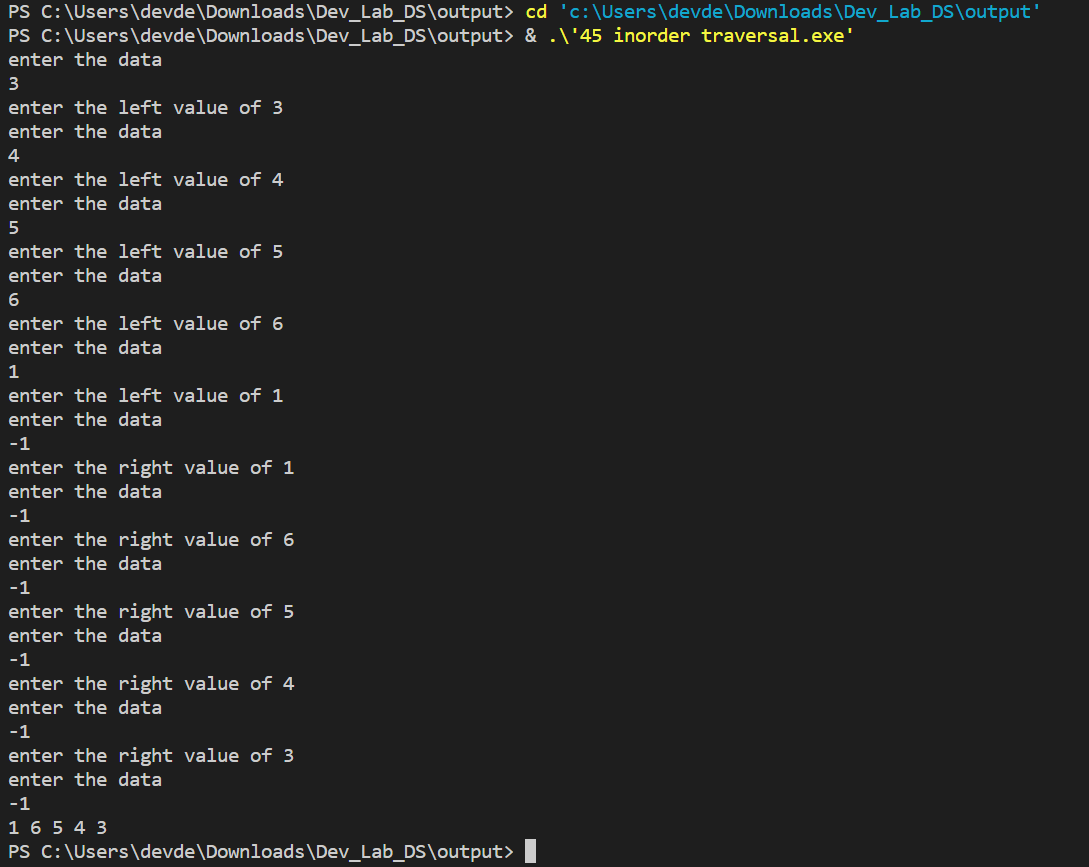 PS C:\Users\devde\Downloads\Dev_Lab_DS\output> cd 'c:\Users\devde\Downloads\Dev_Lab_DS\output'
PS C:\Users\devde\Downloads\Dev_Lab_DS\output> & .\'45 inorder traversal.exe'
enter the data
3
enter the left value of 3
enter the data
4
enter the left value of 4
enter the data
5
enter the left value of 5
enter the data
6
enter the left value of 6
enter the data
1
enter the left value of 1
enter the data
-1
enter the right value of 1
enter the data
-1
enter the right value of 6
enter the data
-1
enter the right value of 5
enter the data
-1
enter the right value of 4
enter the data
-1
enter the right value of 3
enter the data
-1
1 6 5 4 3
PS C:\Users\devde\Downloads\Dev_Lab_DS\output>